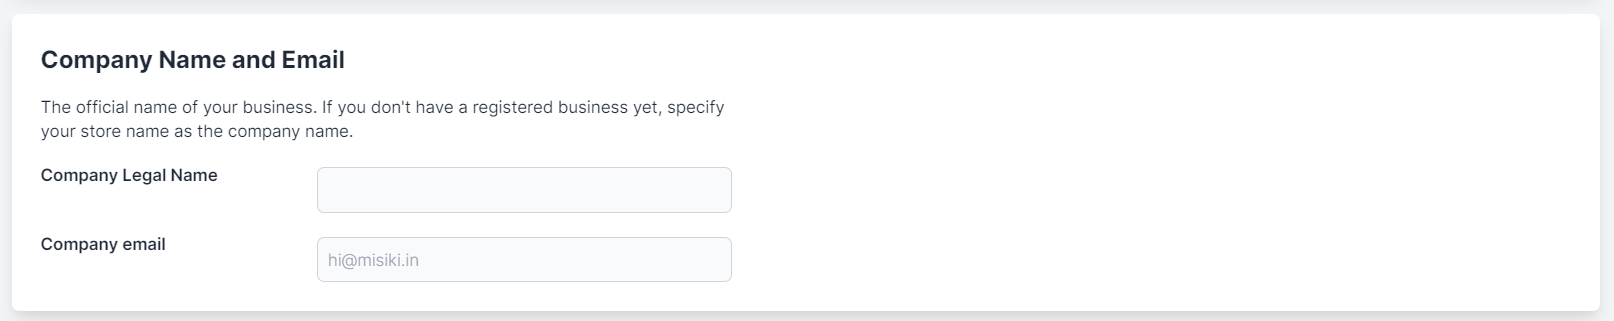 Company Name and Email
The official name of your business. If you don't have a registered business yet, specify
your store name as the company name.
Company Legal Name
Company email
hi@misiki.in